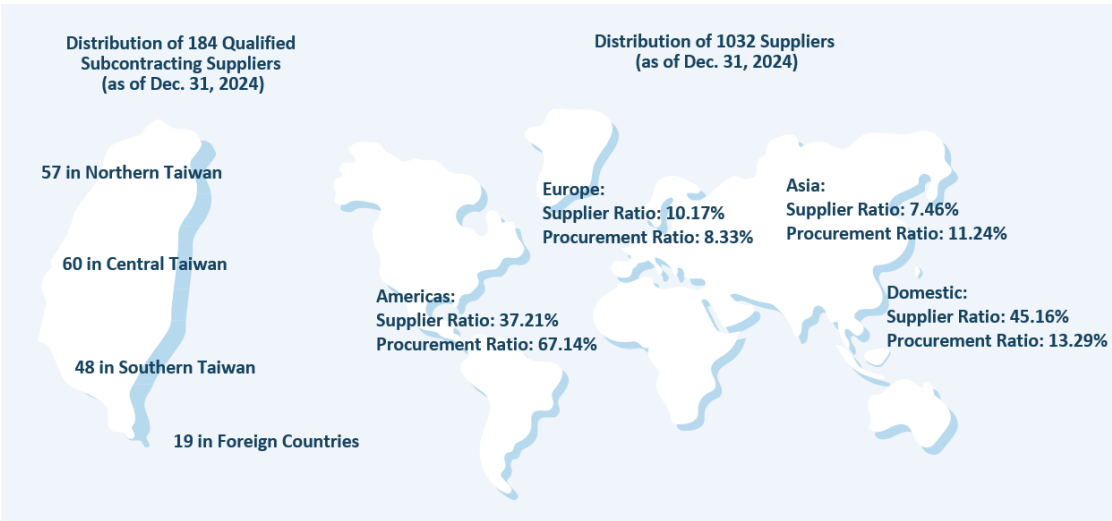 Distribution of 184 Qualified
Subcontracting Suppliers
(as of Dec. 31, 2024)
57 in Northern Taiwan
60 in Central Taiwan
48 in Southern Taiwan
19 in Foreign Countries
Distribution of 1032 Suppliers
(as of Dec. 31, 2024)
Europe:
Supplier Ratio: 10.17%
Procurement Ratio: 8.33%
Asia:
Supplier Ratio: 7.46%
Procurement Ratio: 11.24%
Americas:
Supplier Ratio: 37.21%
Procurement Ratio: 67.14%
Domestic:
Supplier Ratio: 45.16%
Procurement Ratio: 13.29%